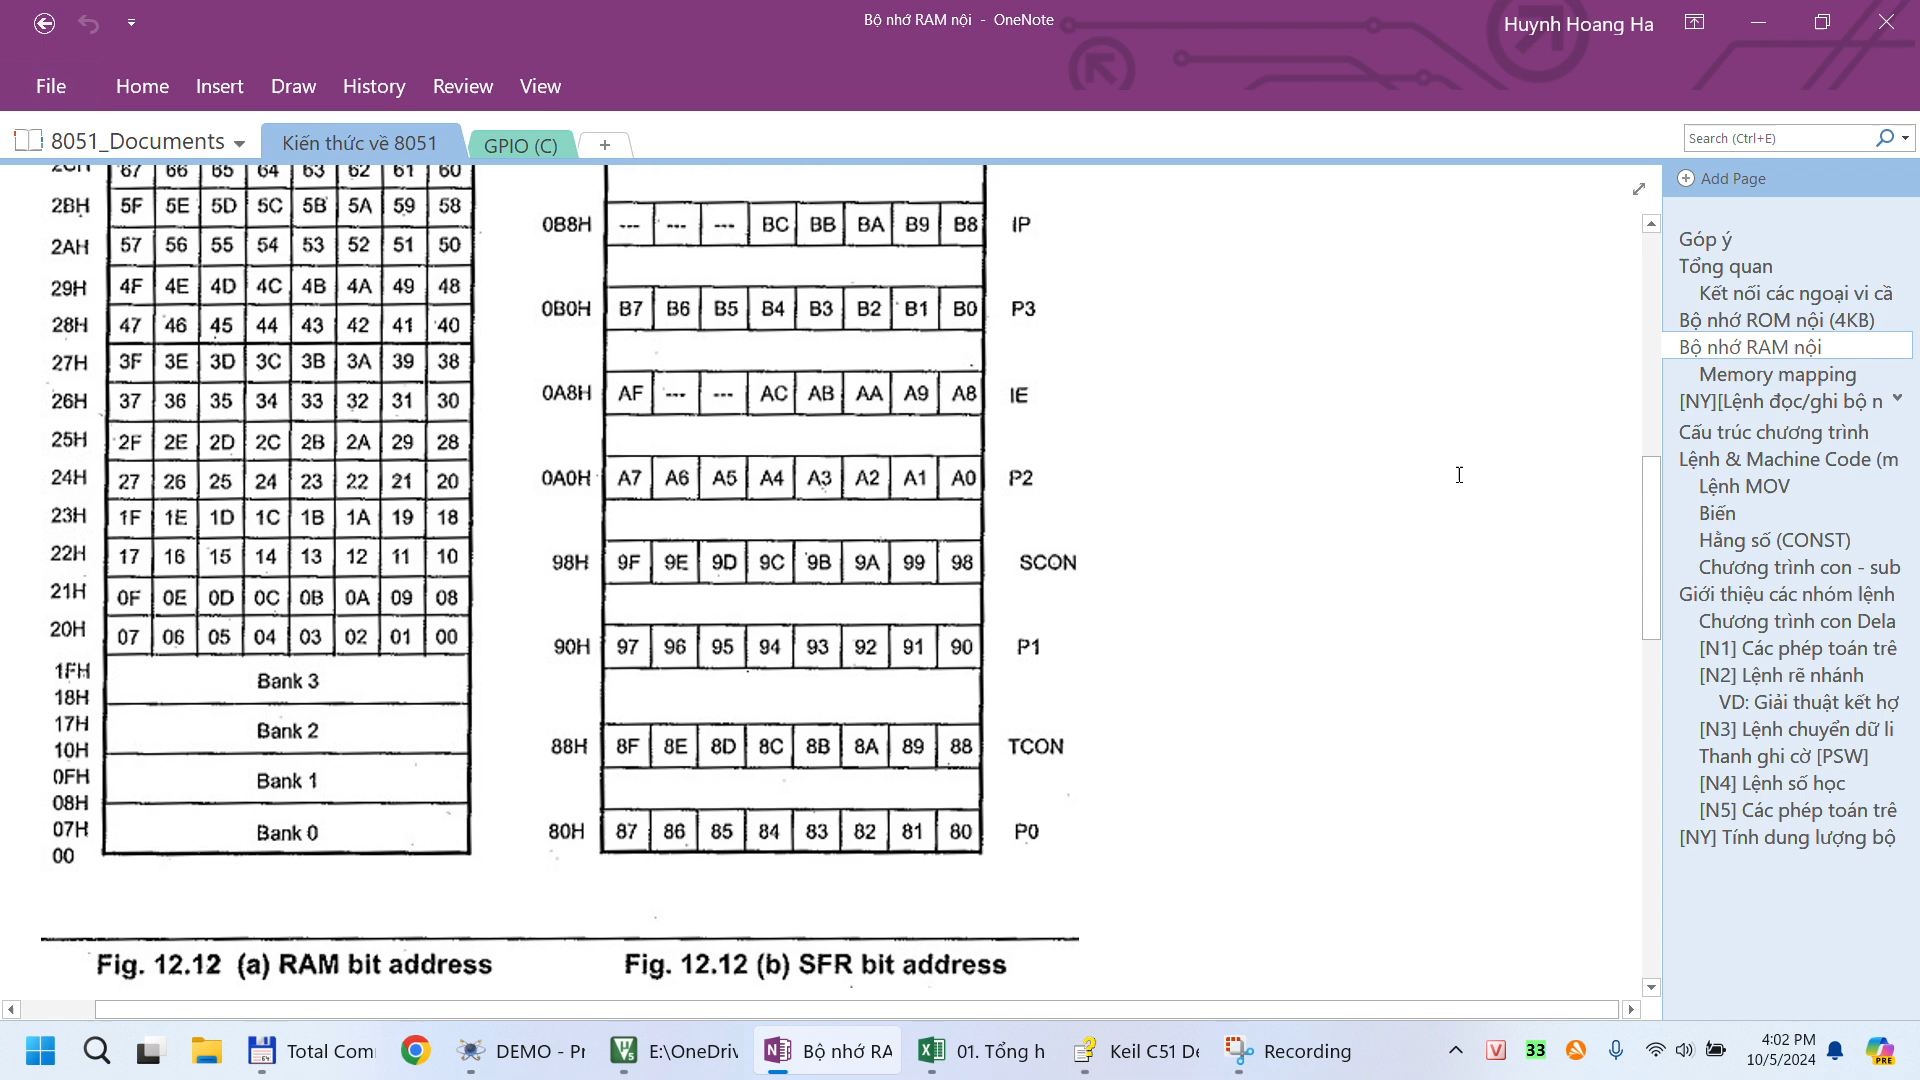 Bộ nhớ RAM nội - OneNote
Huynh Hoang Ha
File Home Insert Draw History Review View
8051_Documents
Kiến thức về 8051
GPIO (C)
+
Search (Ctrl+E)
67 66 65 64 63 62 61 60
2BH 5F 5E 5D 5C 5B 5A 59 58
2AH 57 56 55 54 53 52 51 50
29H 4F 4E 4D 4C 4B 4A 49 48
28H 47 46 45 44 43 42 41 40
27H 3F 3E 3D 3C 3B 3A 39 38
26H 37 36 35 34 33 32 31 30
25H 2F 2E 2D 2C 2B 2A 29 28
24H 27 26 25 24 23 22 21 20
23H 1F 1E 1D 1C 1B 1A 19 18
22H 17 16 15 14 13 12 11 10
21H 0F 0E 0D 0C 0B 0A 09 08
20H 07 06 05 04 03 02 01 00
1FH
Bank 3
18H
17H
Bank 2
10H
0FH
Bank 1
08H
07H
Bank 0
00
Fig. 12.12 (a) RAM bit address
0B8H --- --- --- BC BB BA B9 B8 IP
0B0H B7 B6 B5 B4 B3 B2 B1 B0 P3
0A8H AF --- --- AC AB AA A9 A8 IE
0A0H A7 A6 A5 A4 A3 A2 A1 A0 P2
98H 9F 9E 9D 9C 9B 9A 99 98 SCON
90H 97 96 95 94 93 92 91 90 P1
88H 8F 8E 8D 8C 8B 8A 89 88 TCON
80H 87 86 85 84 83 82 81 80 P0
Fig. 12.12 (b) SFR bit address
Add Page
Góp ý
Tổng quan
Kết nối các ngoại vi cầ
Bộ nhớ ROM nội (4KB)
Bộ nhớ RAM nội
Memory mapping
[NY][Lệnh đọc/ghi bộ n
Cấu trúc chương trình
Lệnh & Machine Code (m
Lệnh MOV
Biến
Hằng số (CONST)
Chương trình con - sub
Giới thiệu các nhóm lệnh
Chương trình con Dela
[N1] Các phép toán trê
[N2] Lệnh rẽ nhánh
VD: Giải thuật kết hợ
[N3] Lệnh chuyển dữ li
Thanh ghi cờ [PSW]
[N4] Lệnh số học
[N5] Các phép toán trê
[NY] Tính dung lượng bộ
Total Com
DEMO - Pr
E:\OneDriv
Bộ nhớ RA
01. Tổng h
Keil C51 De
Recording
33
4:02 PM
10/5/2024
PRE